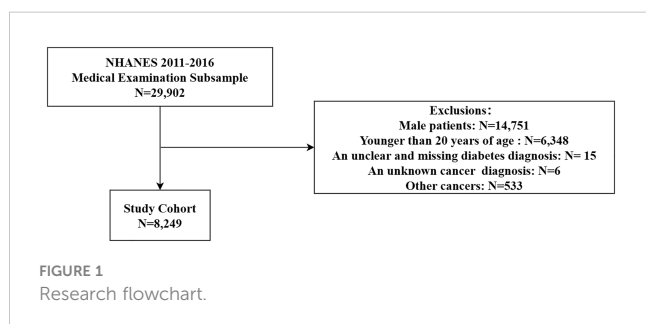 NHANES 2011-2016
Medical Examination Subsample
N=29,902
Exclusions:
Male patients: N=14,751
Younger than 20 years of age : N=6,348
An unclear and missing diabetes diagnosis: N= 15
An unknown cancer diagnosis: N=6
Other cancers: N=533
Study Cohort
N=8,249
FIGURE 1
Research flowchart.